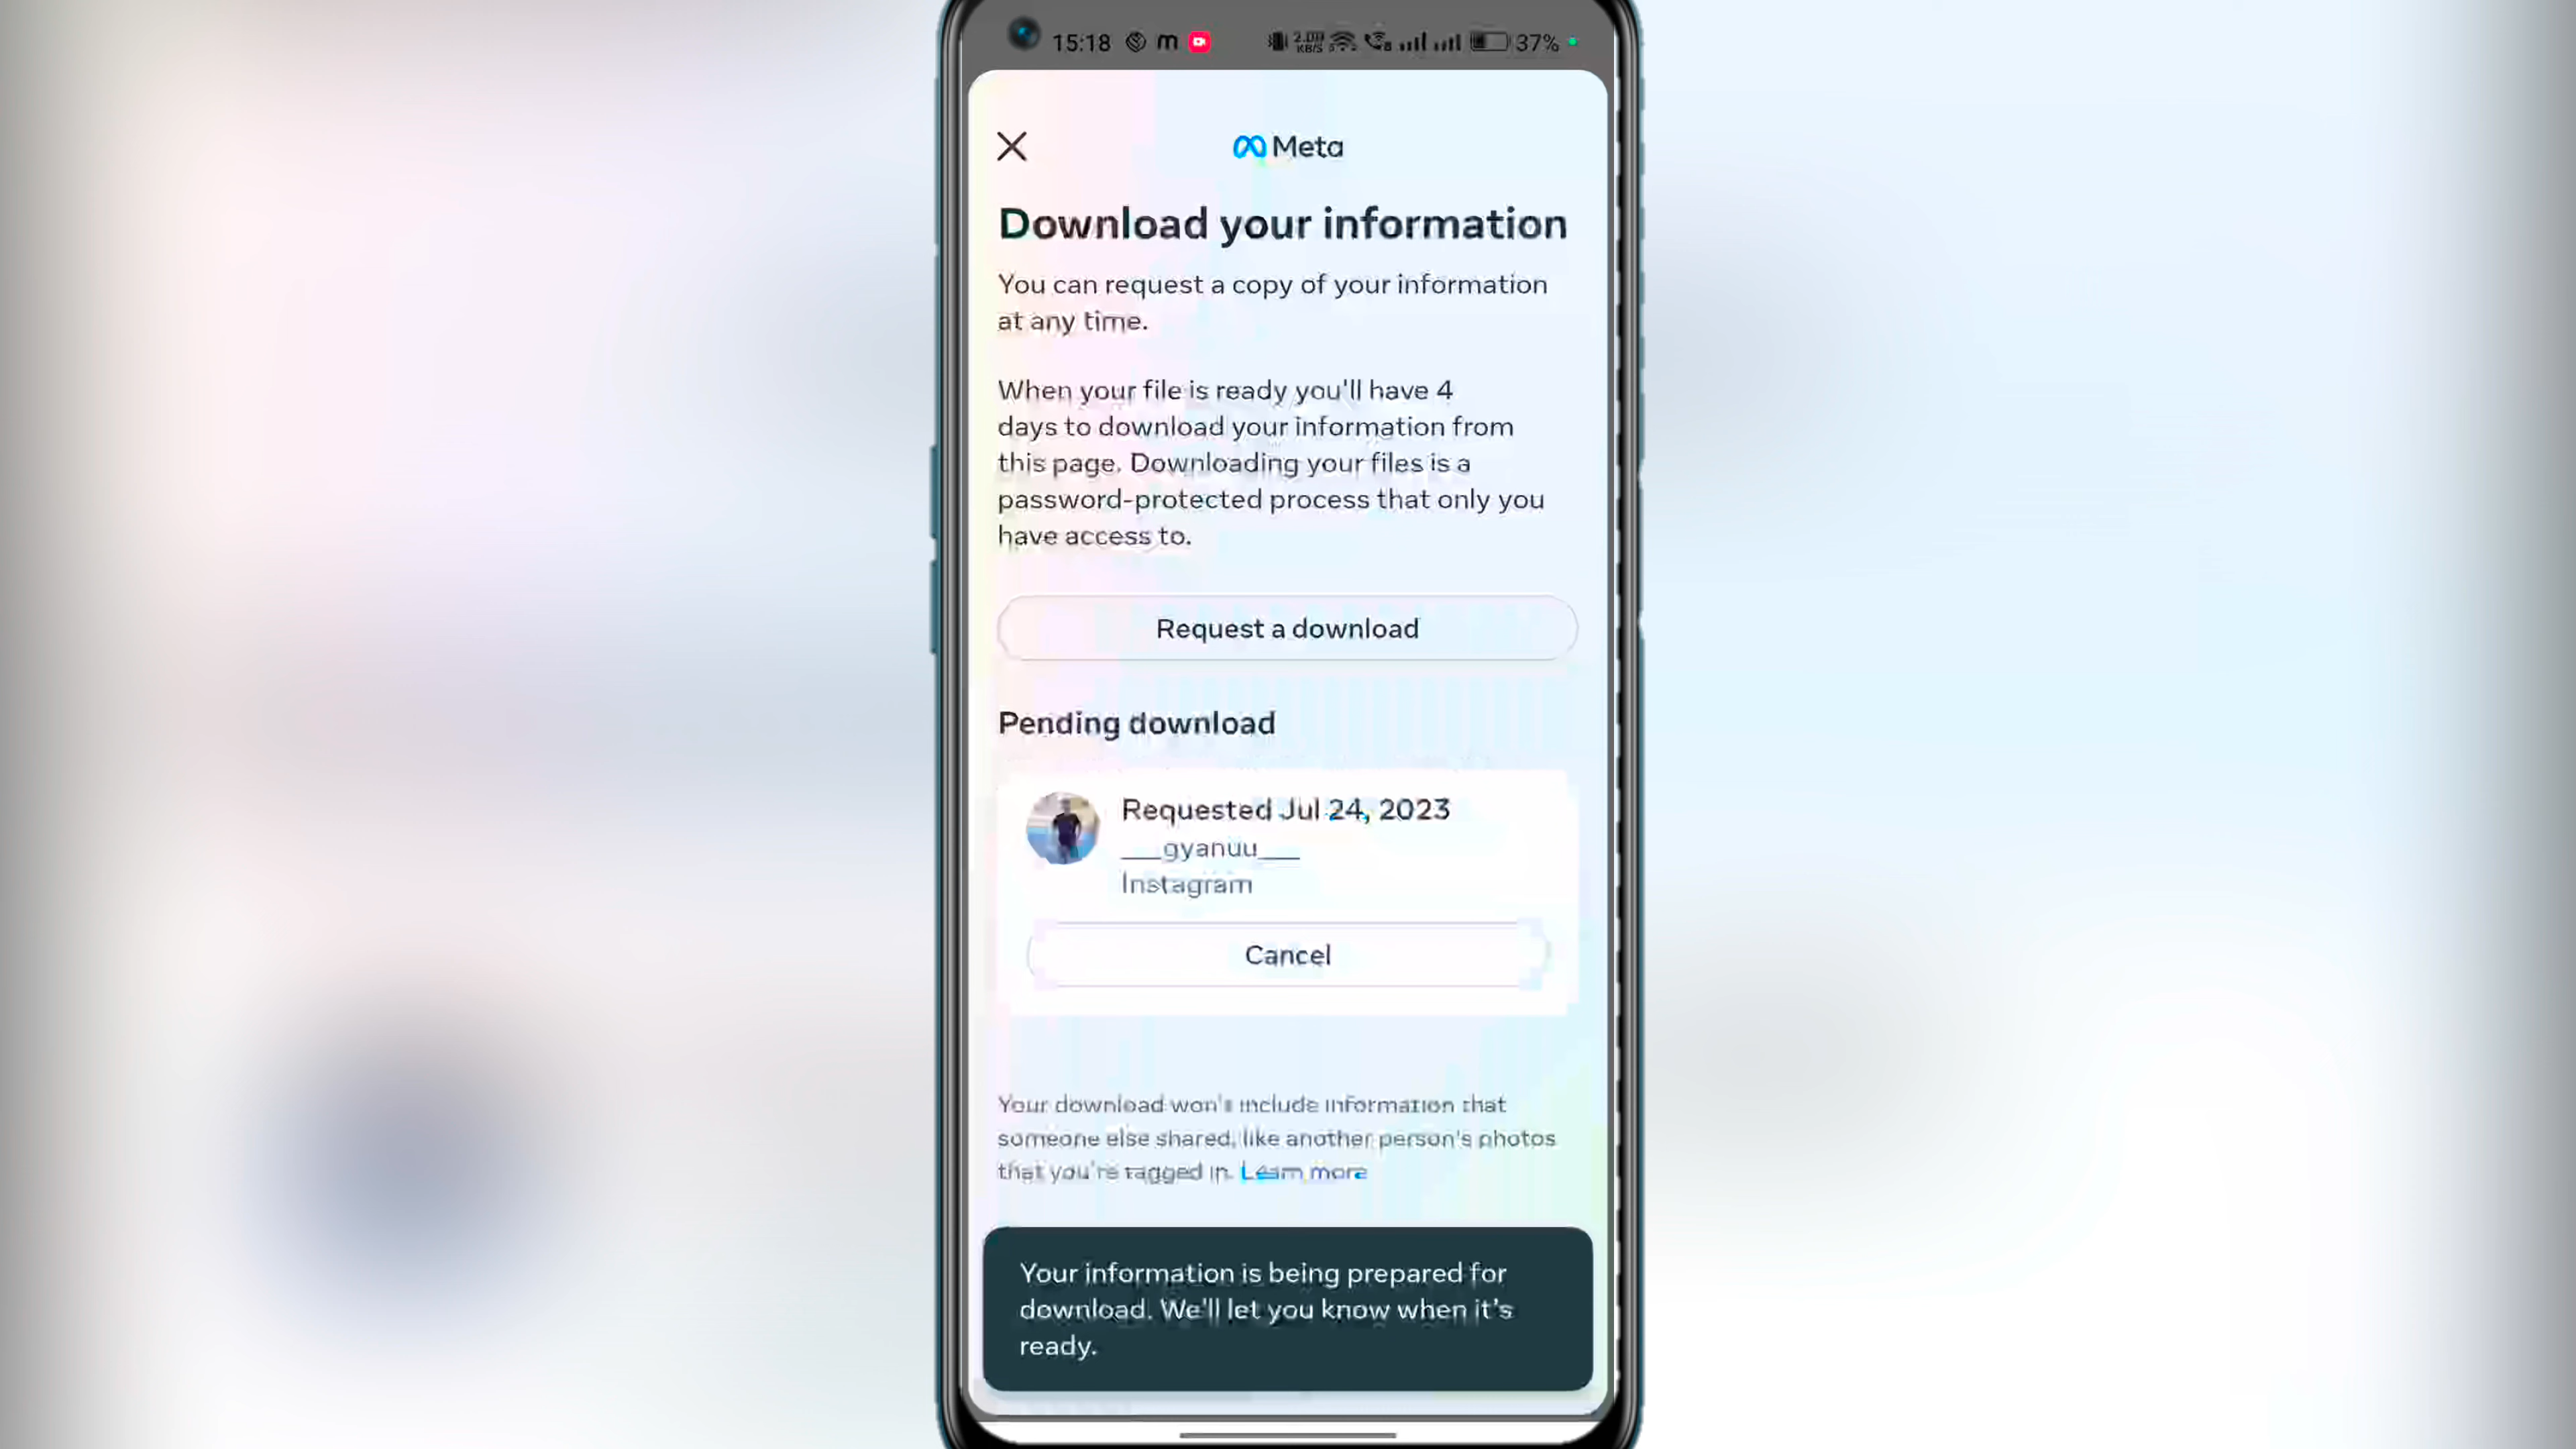 15:18 m 2.00 KB/S 37%
Meta
Download your information
You can request a copy of your information
at any time.
When your file is ready you'll have 4
days to download your information from
this page. Downloading your files is a
password-protected process that only you
have access to.
Request a download
Pending download
Requested Jul 24, 2023
___gyanuu___
Instagram
Cancel
Your download won't include information that
someone else shared, like another person's photos
that you're tagged in. Learn more
Your information is being prepared for
download. We'll let you know when it's
ready.